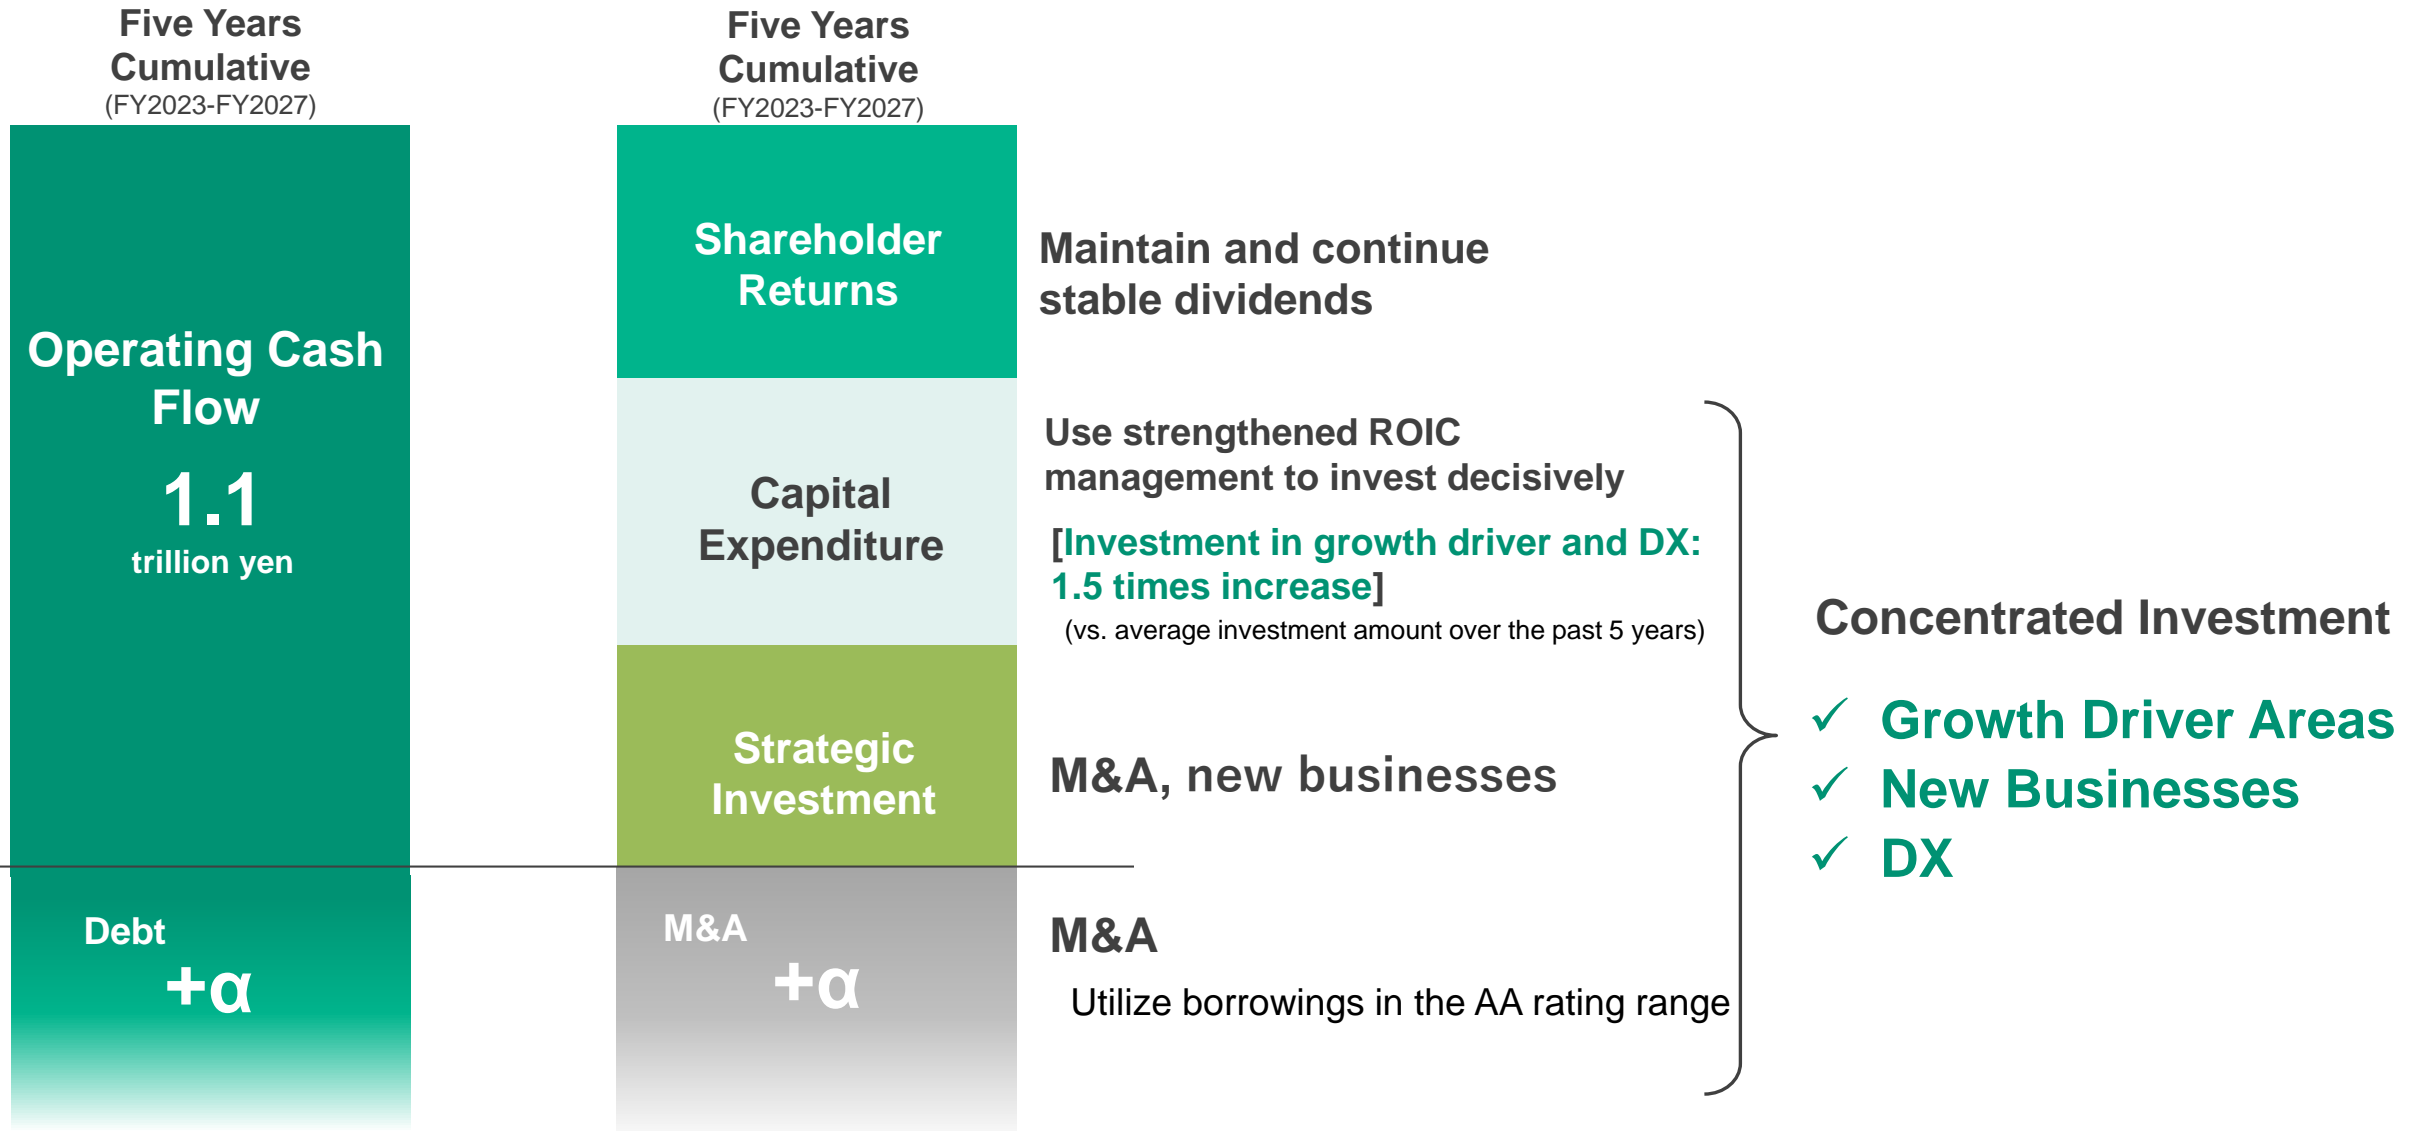 Five Years
Cumulative
(FY2023-FY2027)
Operating Cash
Flow
1.1
trillion yen
Debt
+α
Five Years
Cumulative
(FY2023-FY2027)
Shareholder
Returns
Capital
Expenditure
Strategic
Investment
M&A
+α
Maintain and continue
stable dividends
Use strengthened ROIC
management to invest decisively
[Investment in growth driver and DX:
1.5 times increase]
(vs. average investment amount over the past 5 years)
M&A, new businesses
M&A
Utilize borrowings in the AA rating range
Concentrated Investment
✓ Growth Driver Areas
✓ New Businesses
✓ DX